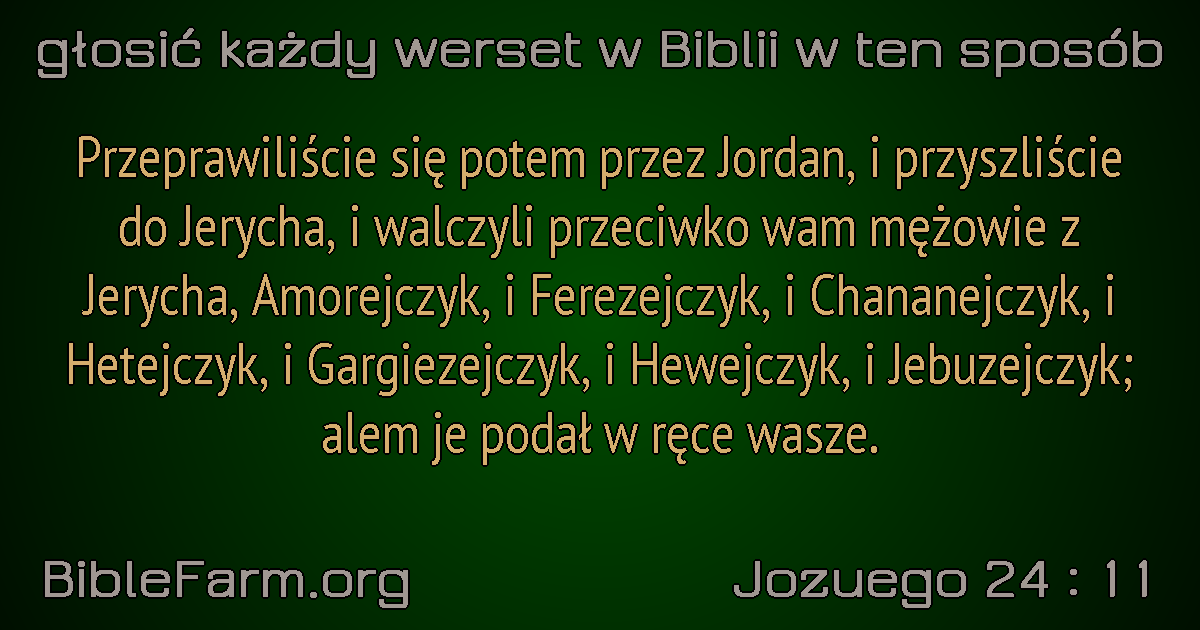 głosić każdy werset w Biblii w ten sposób
Przeprawiliście się potem przez Jordan, i przyszliście
do Jerycha, i walczyli przeciwko wam mężowie z
Jerycha, Amorejczyk, i Ferezejczyk, i Chananejczyk, i
Hetejczyk, i Gargiezejczyk, i Hewejczyk, i Jebuzejczyk;
alem je podał w ręce wasze.
BibleFarm.org
Jozuego 24 : 11